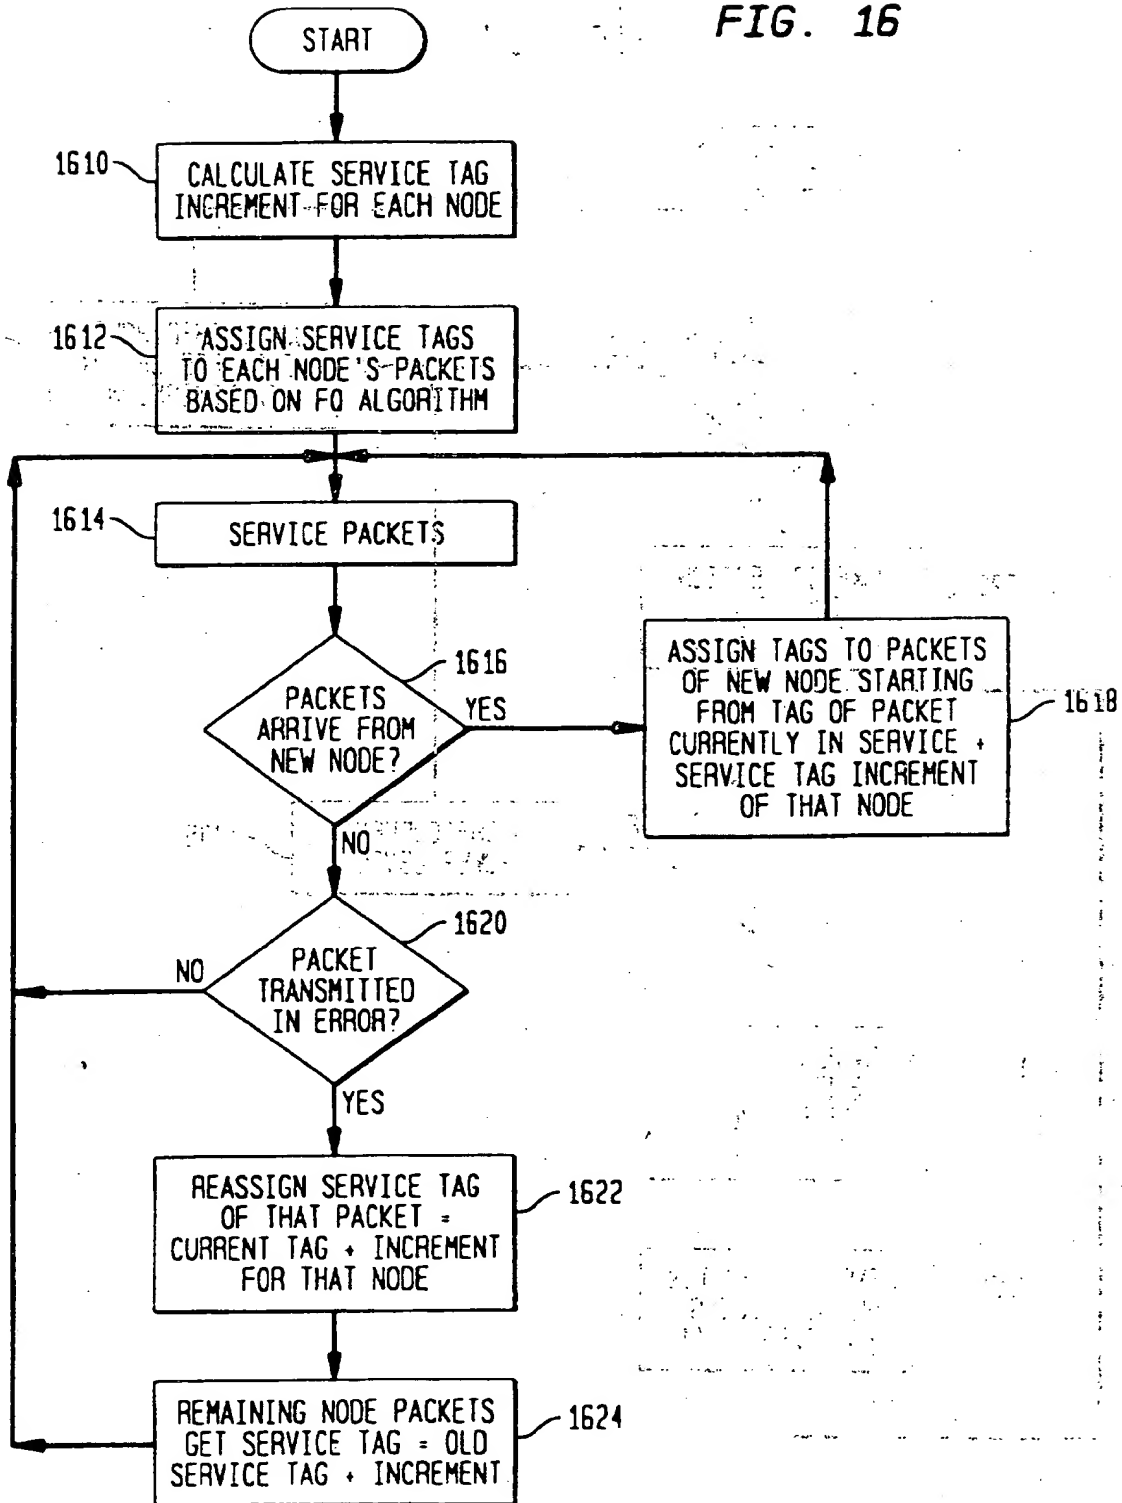 FIG. 16
START
1610
CALCULATE SERVICE TAG
INCREMENT FOR EACH NODE
1612
ASSIGN SERVICE TAGS
TO EACH NODE'S PACKETS
BASED ON FQ ALGORITHM
1614
SERVICE PACKETS
1616
PACKETS
ARRIVE FROM
NEW NODE?
YES
ASSIGN TAGS TO PACKETS
OF NEW NODE STARTING
FROM TAG OF PACKET
CURRENTLY IN SERVICE +
SERVICE TAG INCREMENT
OF THAT NODE
1618
NO
1620
PACKET
TRANSMITTED
IN ERROR?
NO
YES
REASSIGN SERVICE TAG
OF THAT PACKET =
CURRENT TAG + INCREMENT
FOR THAT NODE
1622
REMAINING NODE PACKETS
GET SERVICE TAG = OLD
SERVICE TAG + INCREMENT
1624